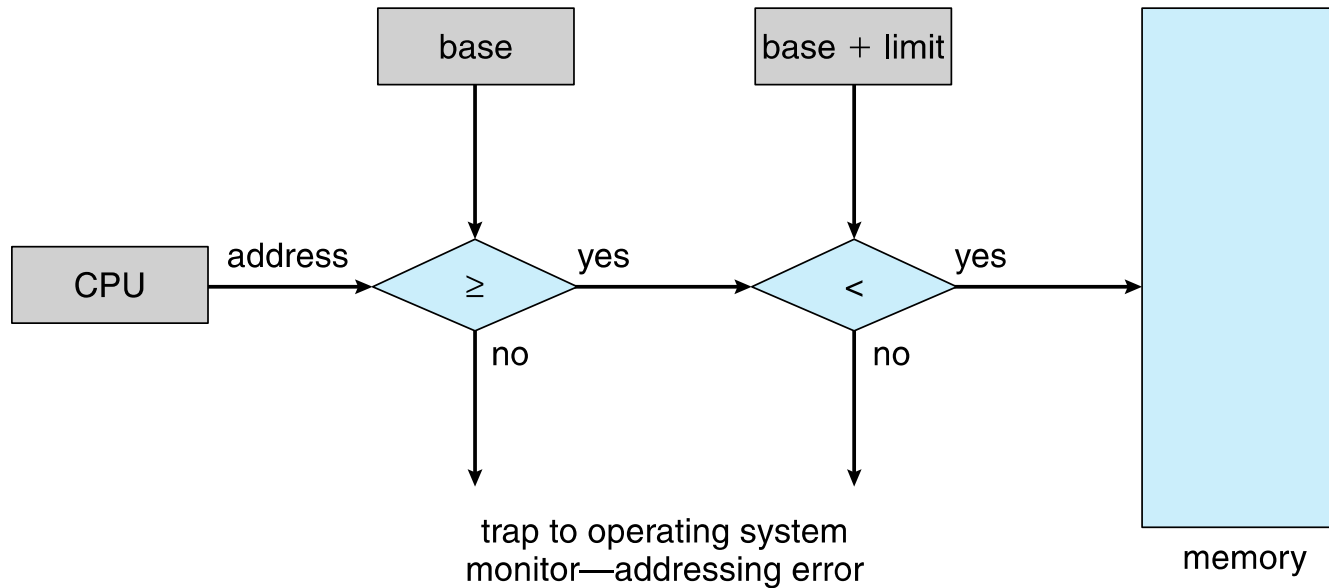 base
base + limit
CPU
address
≥
yes
<
yes
no
no
trap to operating system
monitor—addressing error
memory